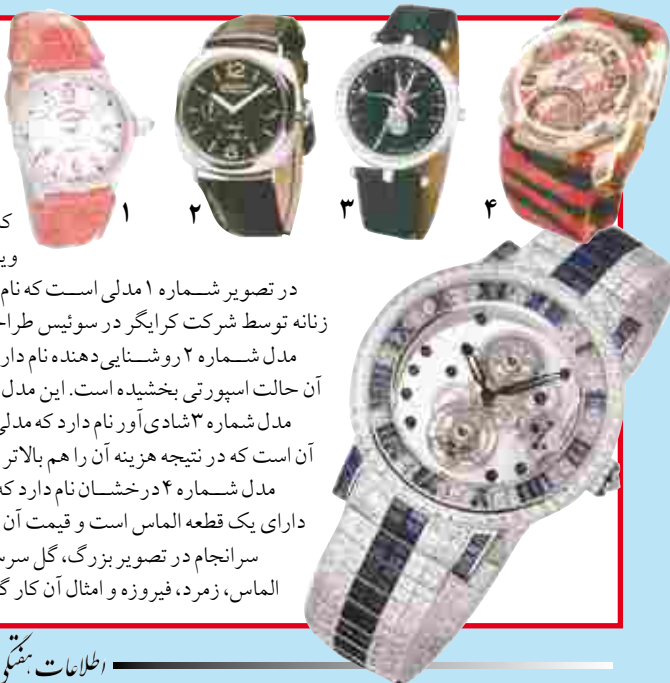 ۱
۲
۳
۴
در تصویر شماره ۱ مدلی است که نام
زنانه توسط شرکت کرایگر در سوئیس طراح
مدل شماره ۲ روشنایی‌دهنده نام دار
آن حالت اسپورتی بخشیده است. این مدل
مدل شماره ۳ شادی‌آور نام دارد که مدلی
آن است که در نتیجه هزینه آن را هم بالاتر
مدل شماره ۴ درخشان نام دارد که
دارای یک قطعه الماس است و قیمت آن
سرانجام در تصویر بزرگ، گل سرس
الماس، زمرد، فیروزه و امثال آن کار گ
اطلاعات هفتگی